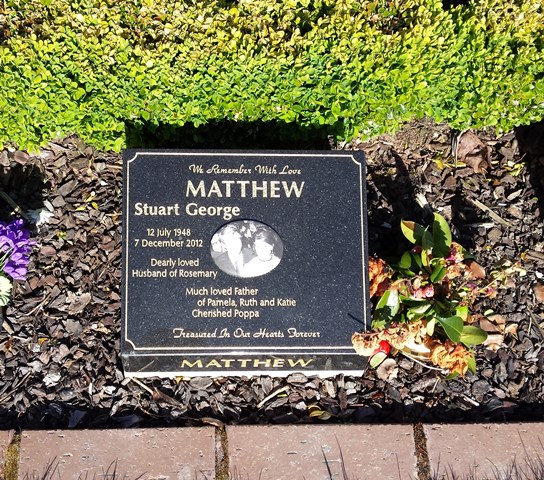 We Remember With Love
MATTHEW
Stuart George
12 July 1948
7 December 2012
Dearly loved
Husband of Rosemary
Much loved Father
of Pamela, Ruth and Katie
Cherished Poppa
Treasured In Our Hearts Forever
MATTHEW